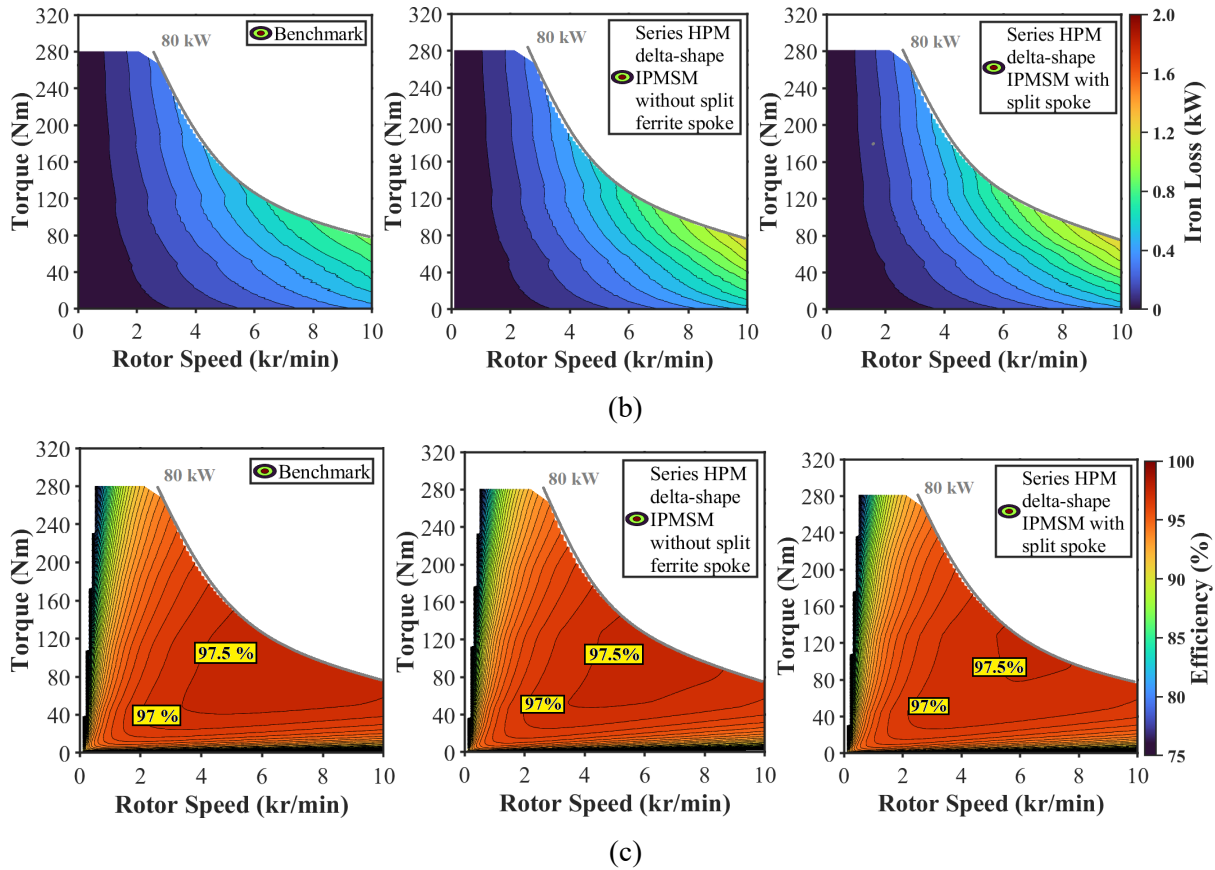 320
280
240
200
160
120
80
40
0
Torque (Nm)
80 kW
Benchmark
0
2
4
6
8
10
Rotor Speed (kr/min)
320
280
240
200
160
120
80
40
0
Torque (Nm)
80 kW
Series HPM
delta-shape
IPMSM
without split
ferrite spoke
0
2
4
6
8
10
Rotor Speed (kr/min)
320
280
240
200
160
120
80
40
0
Torque (Nm)
80 kW
Series HPM
delta-shape
IPMSM with
split spoke
0
2
4
6
8
10
Rotor Speed (kr/min)
2.0
1.6
1.2
0.8
0.4
0
Iron Loss (kW)
(b)
320
280
240
200
160
120
80
40
0
Torque (Nm)
80 kW
Benchmark
97.5 %
97 %
0
2
4
6
8
10
Rotor Speed (kr/min)
320
280
240
200
160
120
80
40
0
Torque (Nm)
80 kW
Series HPM
delta-shape
IPMSM
without split
ferrite spoke
97.5%
97%
0
2
4
6
8
10
Rotor Speed (kr/min)
320
280
240
200
160
120
80
40
0
Torque (Nm)
80 kW
Series HPM
delta-shape
IPMSM with
split spoke
97.5%
97%
0
2
4
6
8
10
Rotor Speed (kr/min)
100
95
90
85
80
75
Efficiency (%)
(c)